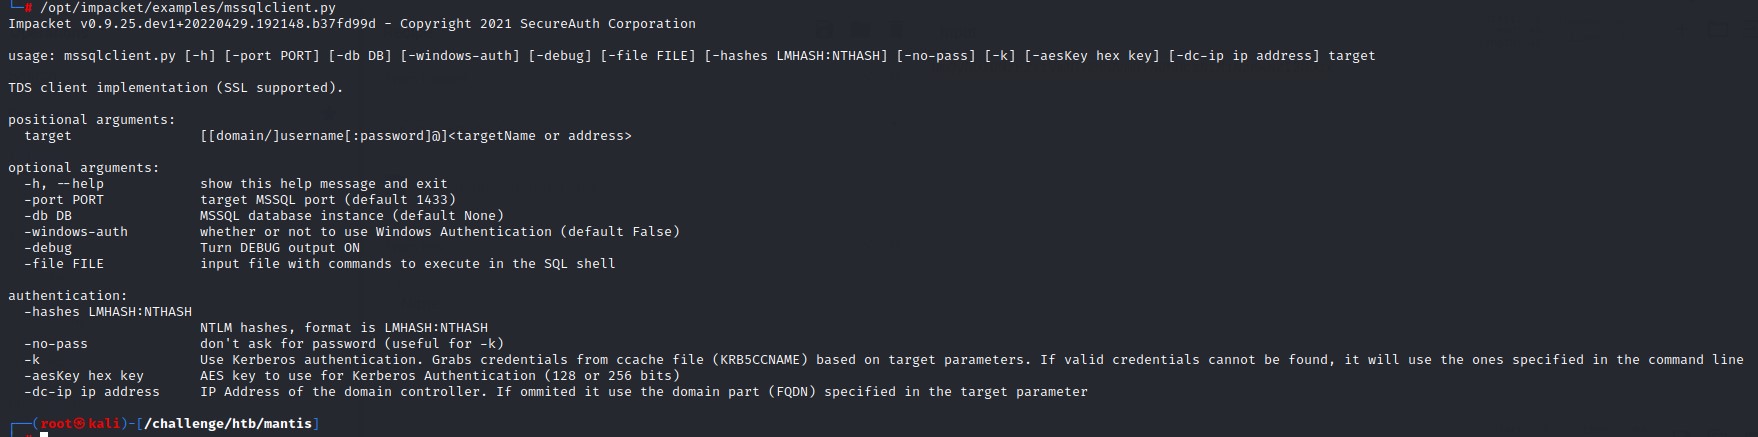 └─# /opt/impacket/examples/mssqlclient.py
Impacket v0.9.25.dev1+20220429.192148.b37fd99d - Copyright 2021 SecureAuth Corporation
usage: mssqlclient.py [-h] [-port PORT] [-db DB] [-windows-auth] [-debug] [-file FILE] [-hashes LMHASH:NTHASH] [-no-pass] [-k] [-aesKey hex key] [-dc-ip ip address] target
TDS client implementation (SSL supported).
positional arguments:
  target                [[domain/]username[:password]@]<targetName or address>
optional arguments:
  -h, --help            show this help message and exit
  -port PORT            target MSSQL port (default 1433)
  -db DB                MSSQL database instance (default None)
  -windows-auth         whether or not to use Windows Authentication (default False)
  -debug                Turn DEBUG output ON
  -file FILE            input file with commands to execute in the SQL shell
authentication:
  -hashes LMHASH:NTHASH
                        NTLM hashes, format is LMHASH:NTHASH
  -no-pass              don't ask for password (useful for -k)
  -k                    Use Kerberos authentication. Grabs credentials from ccache file (KRB5CCNAME) based on target parameters. If valid credentials cannot be found, it will use the ones specified in the command line
  -aesKey hex key       AES key to use for Kerberos Authentication (128 or 256 bits)
  -dc-ip ip address     IP Address of the domain controller. If ommited it use the domain part (FQDN) specified in the target parameter
┌──(root㉿kali)-[/challenge/htb/mantis]
└─#